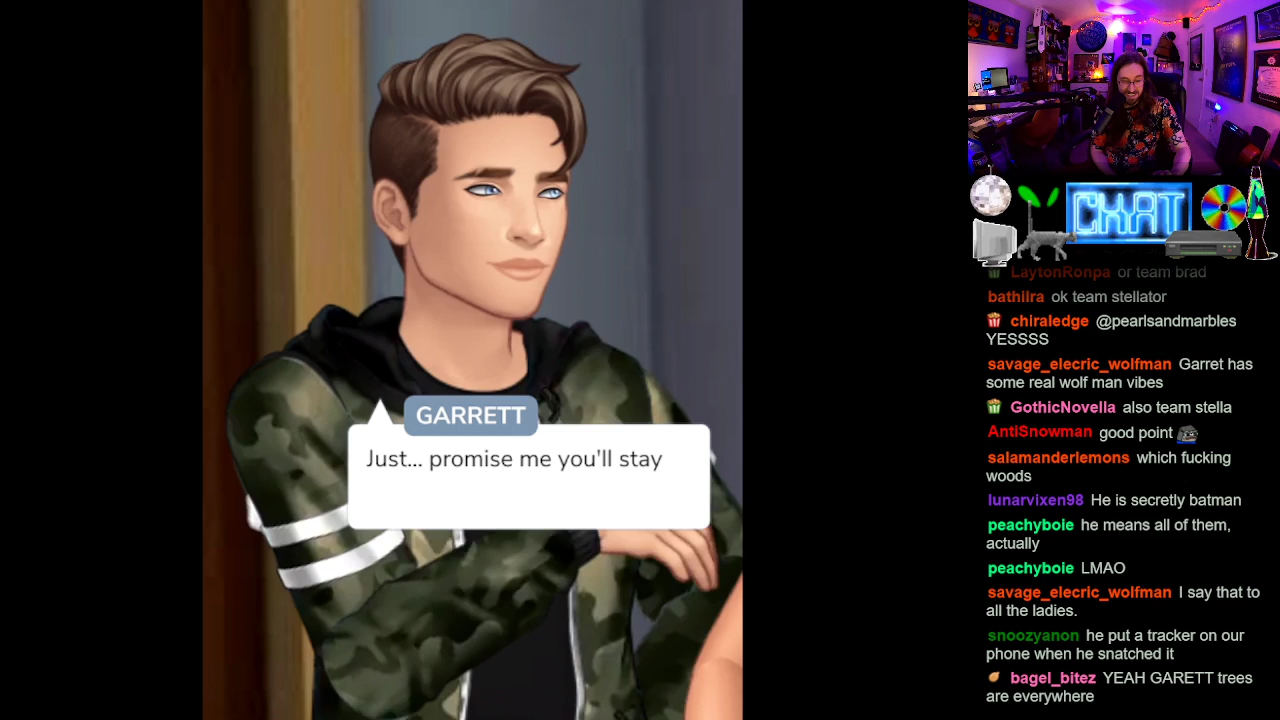 GARRETT
Just... promise me you'll stay
CHAT
LaytonRonpa or team brad
bathilra ok team stellator
chiraledge @pearlsandmarbles
YESSSS
savage_elecric_wolfman Garret has
some real wolf man vibes
GothicNovella also team stella
AntiSnowman good point
salamanderlemons which fucking
woods
lunarvixen98 He is secretly batman
peachyboie he means all of them,
actually
peachyboie LMAO
savage_elecric_wolfman I say that to
all the ladies.
snoozyanon he put a tracker on our
phone when he snatched it
bagel_bitez YEAH GARETT trees
are everywhere